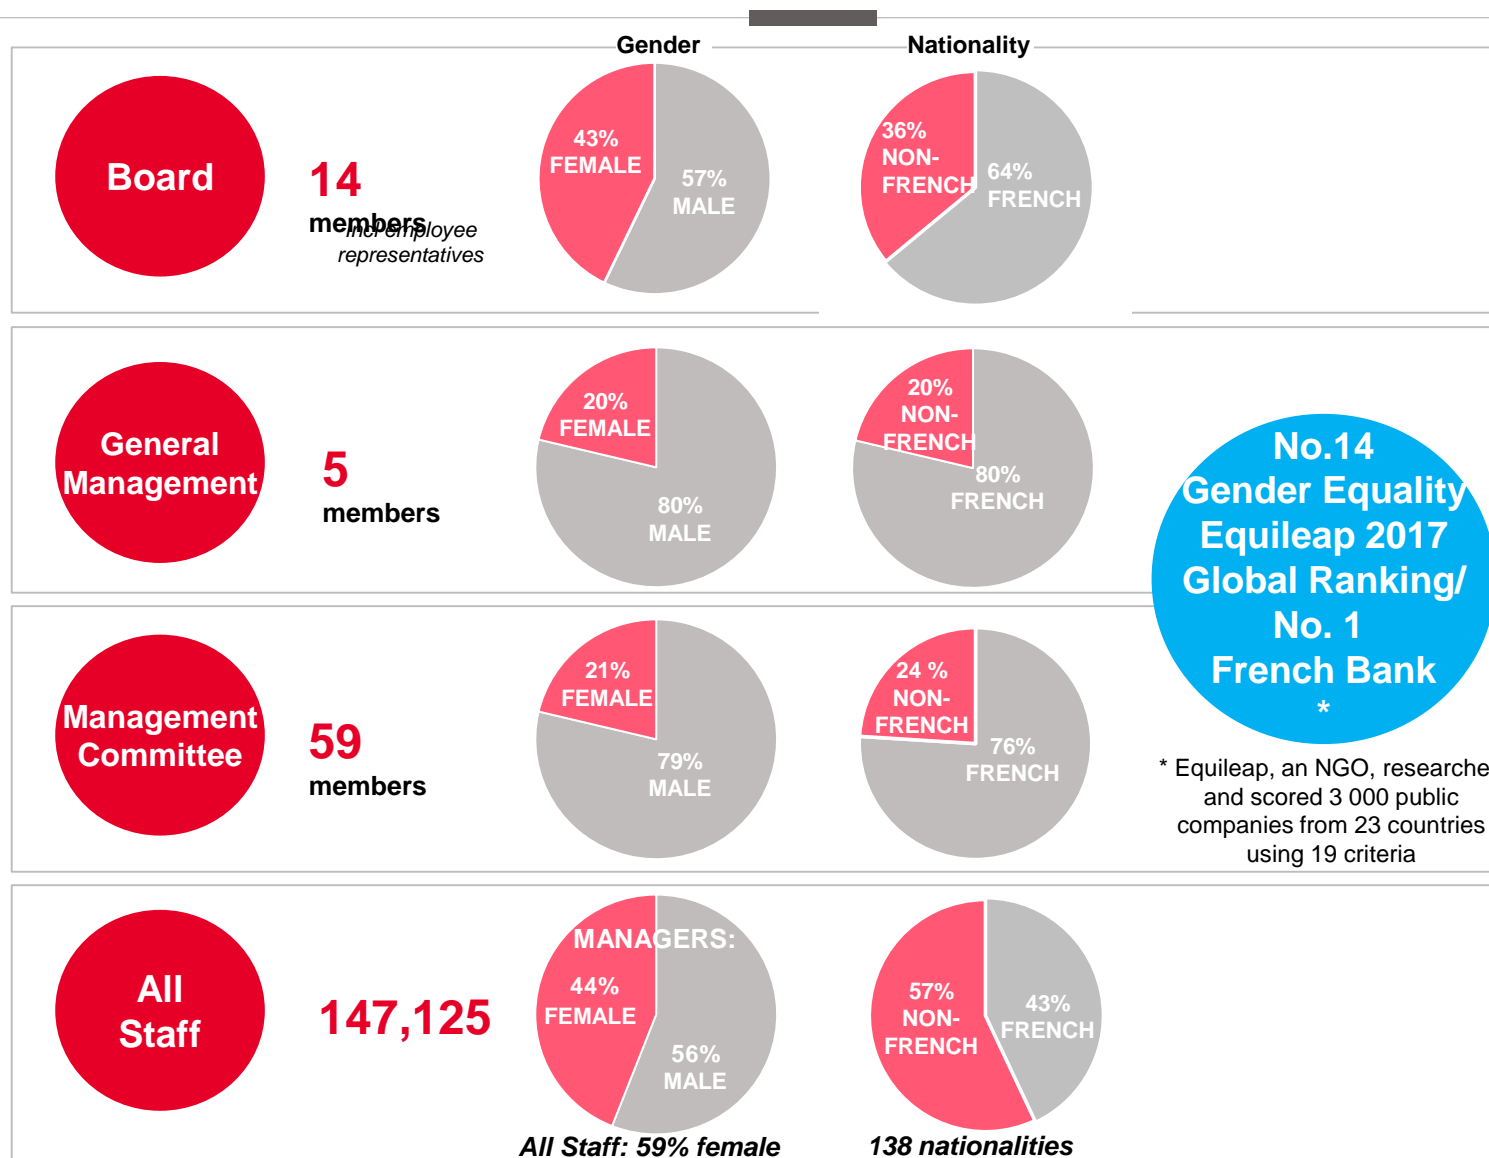 Gender
Nationality
Board
14
members
incl employee
representatives
43%
FEMALE
57%
MALE
36%
NON-
FRENCH
64%
FRENCH
General
Management
5
members
20%
FEMALE
80%
MALE
20%
NON-
FRENCH
80%
FRENCH
No.14
Gender Equality
Equileap 2017
Global Ranking/
No. 1
French Bank
*
Management
Committee
59
members
21%
FEMALE
79%
MALE
24 %
NON-
FRENCH
76%
FRENCH
* Equileap, an NGO, researche
and scored 3 000 public
companies from 23 countries
using 19 criteria
All
Staff
147,125
MANAGERS:
44%
FEMALE
56%
MALE
57%
NON-
FRENCH
43%
FRENCH
All Staff: 59% female
138 nationalities